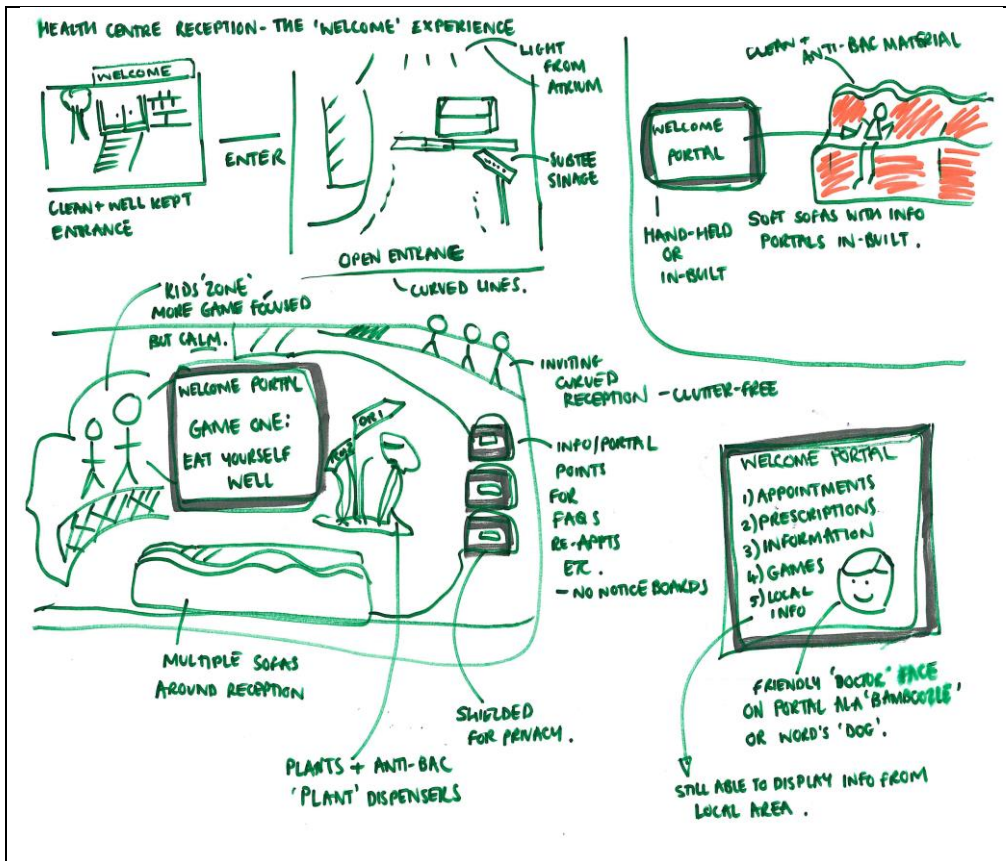 HEALTH CENTRE RECEPTION - THE 'WELCOME' EXPERIENCE
WELCOME
CLEAN + WELL KEPT
ENTRANCE
ENTER
LIGHT
FROM
ATRIUM
SUBTEE
SINAGE
OPEN ENTRANE
CURVED LINES.
CLEAN +
ANTI-BAC MATERIAL
WELCOME
PORTAL
HAND-HELD
OR
IN-BUILT
SOFT SOFAS WITH INFO
PORTALS IN-BUILT.
KIDS 'ZONE'
MORE GAME FOCUSED
BUT CALM.
WELCOME PORTAL
GAME ONE:
EAT YOURSELF
WELL
INVITING
CURVED
RECEPTION - CLUTTER-FREE
INFO/PORTAL
POINTS
FOR
FAQS
RE-APPTS
ETC.
- NO NOTICE BOARDS
MULTIPLE SOFAS
AROUND RECEPTION
PLANTS + ANTI-BAC
'PLANT' DISPENSERS
SHIELDED
FOR PRIVACY.
WELCOME PORTAL
1) APPOINTMENTS
2) PRESCRIPTIONS
3) INFORMATION
4) GAMES
5) LOCAL
INFO
FRIENDLY 'DOCTOR' FACE
ON PORTAL ALA 'BAMBOOZLE'
OR WORD'S 'DOG'.
STILL ABLE TO DISPLAY INFO FROM
LOCAL AREA.